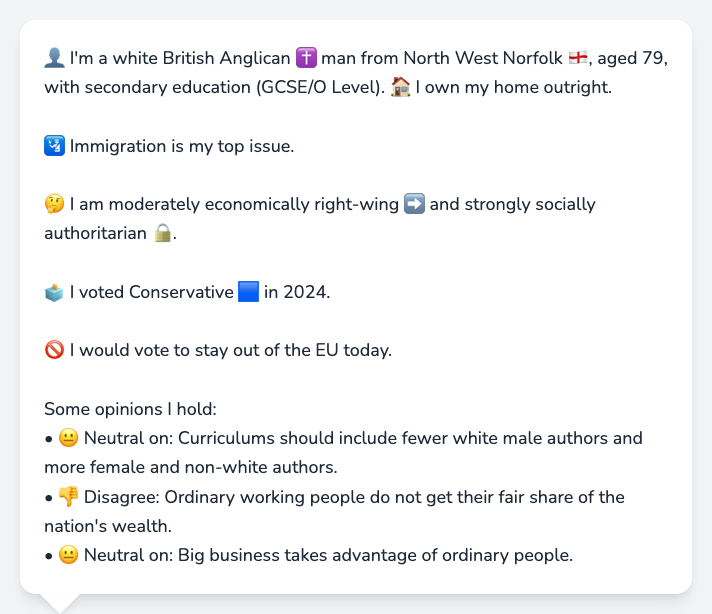 👤 I'm a white British Anglican ✝️ man from North West Norfolk 🏴󠁧󠁢󠁥󠁮󠁧󠁿, aged 79,
with secondary education (GCSE/O Level). 🏠 I own my home outright.
🛂 Immigration is my top issue.
🤔 I am moderately economically right-wing ➡️ and strongly socially
authoritarian 🔒.
🗳️ I voted Conservative 🟦 in 2024.
🚫 I would vote to stay out of the EU today.
Some opinions I hold:
• 😐 Neutral on: Curriculums should include fewer white male authors and
more female and non-white authors.
• 👎 Disagree: Ordinary working people do not get their fair share of the
nation's wealth.
• 😐 Neutral on: Big business takes advantage of ordinary people.